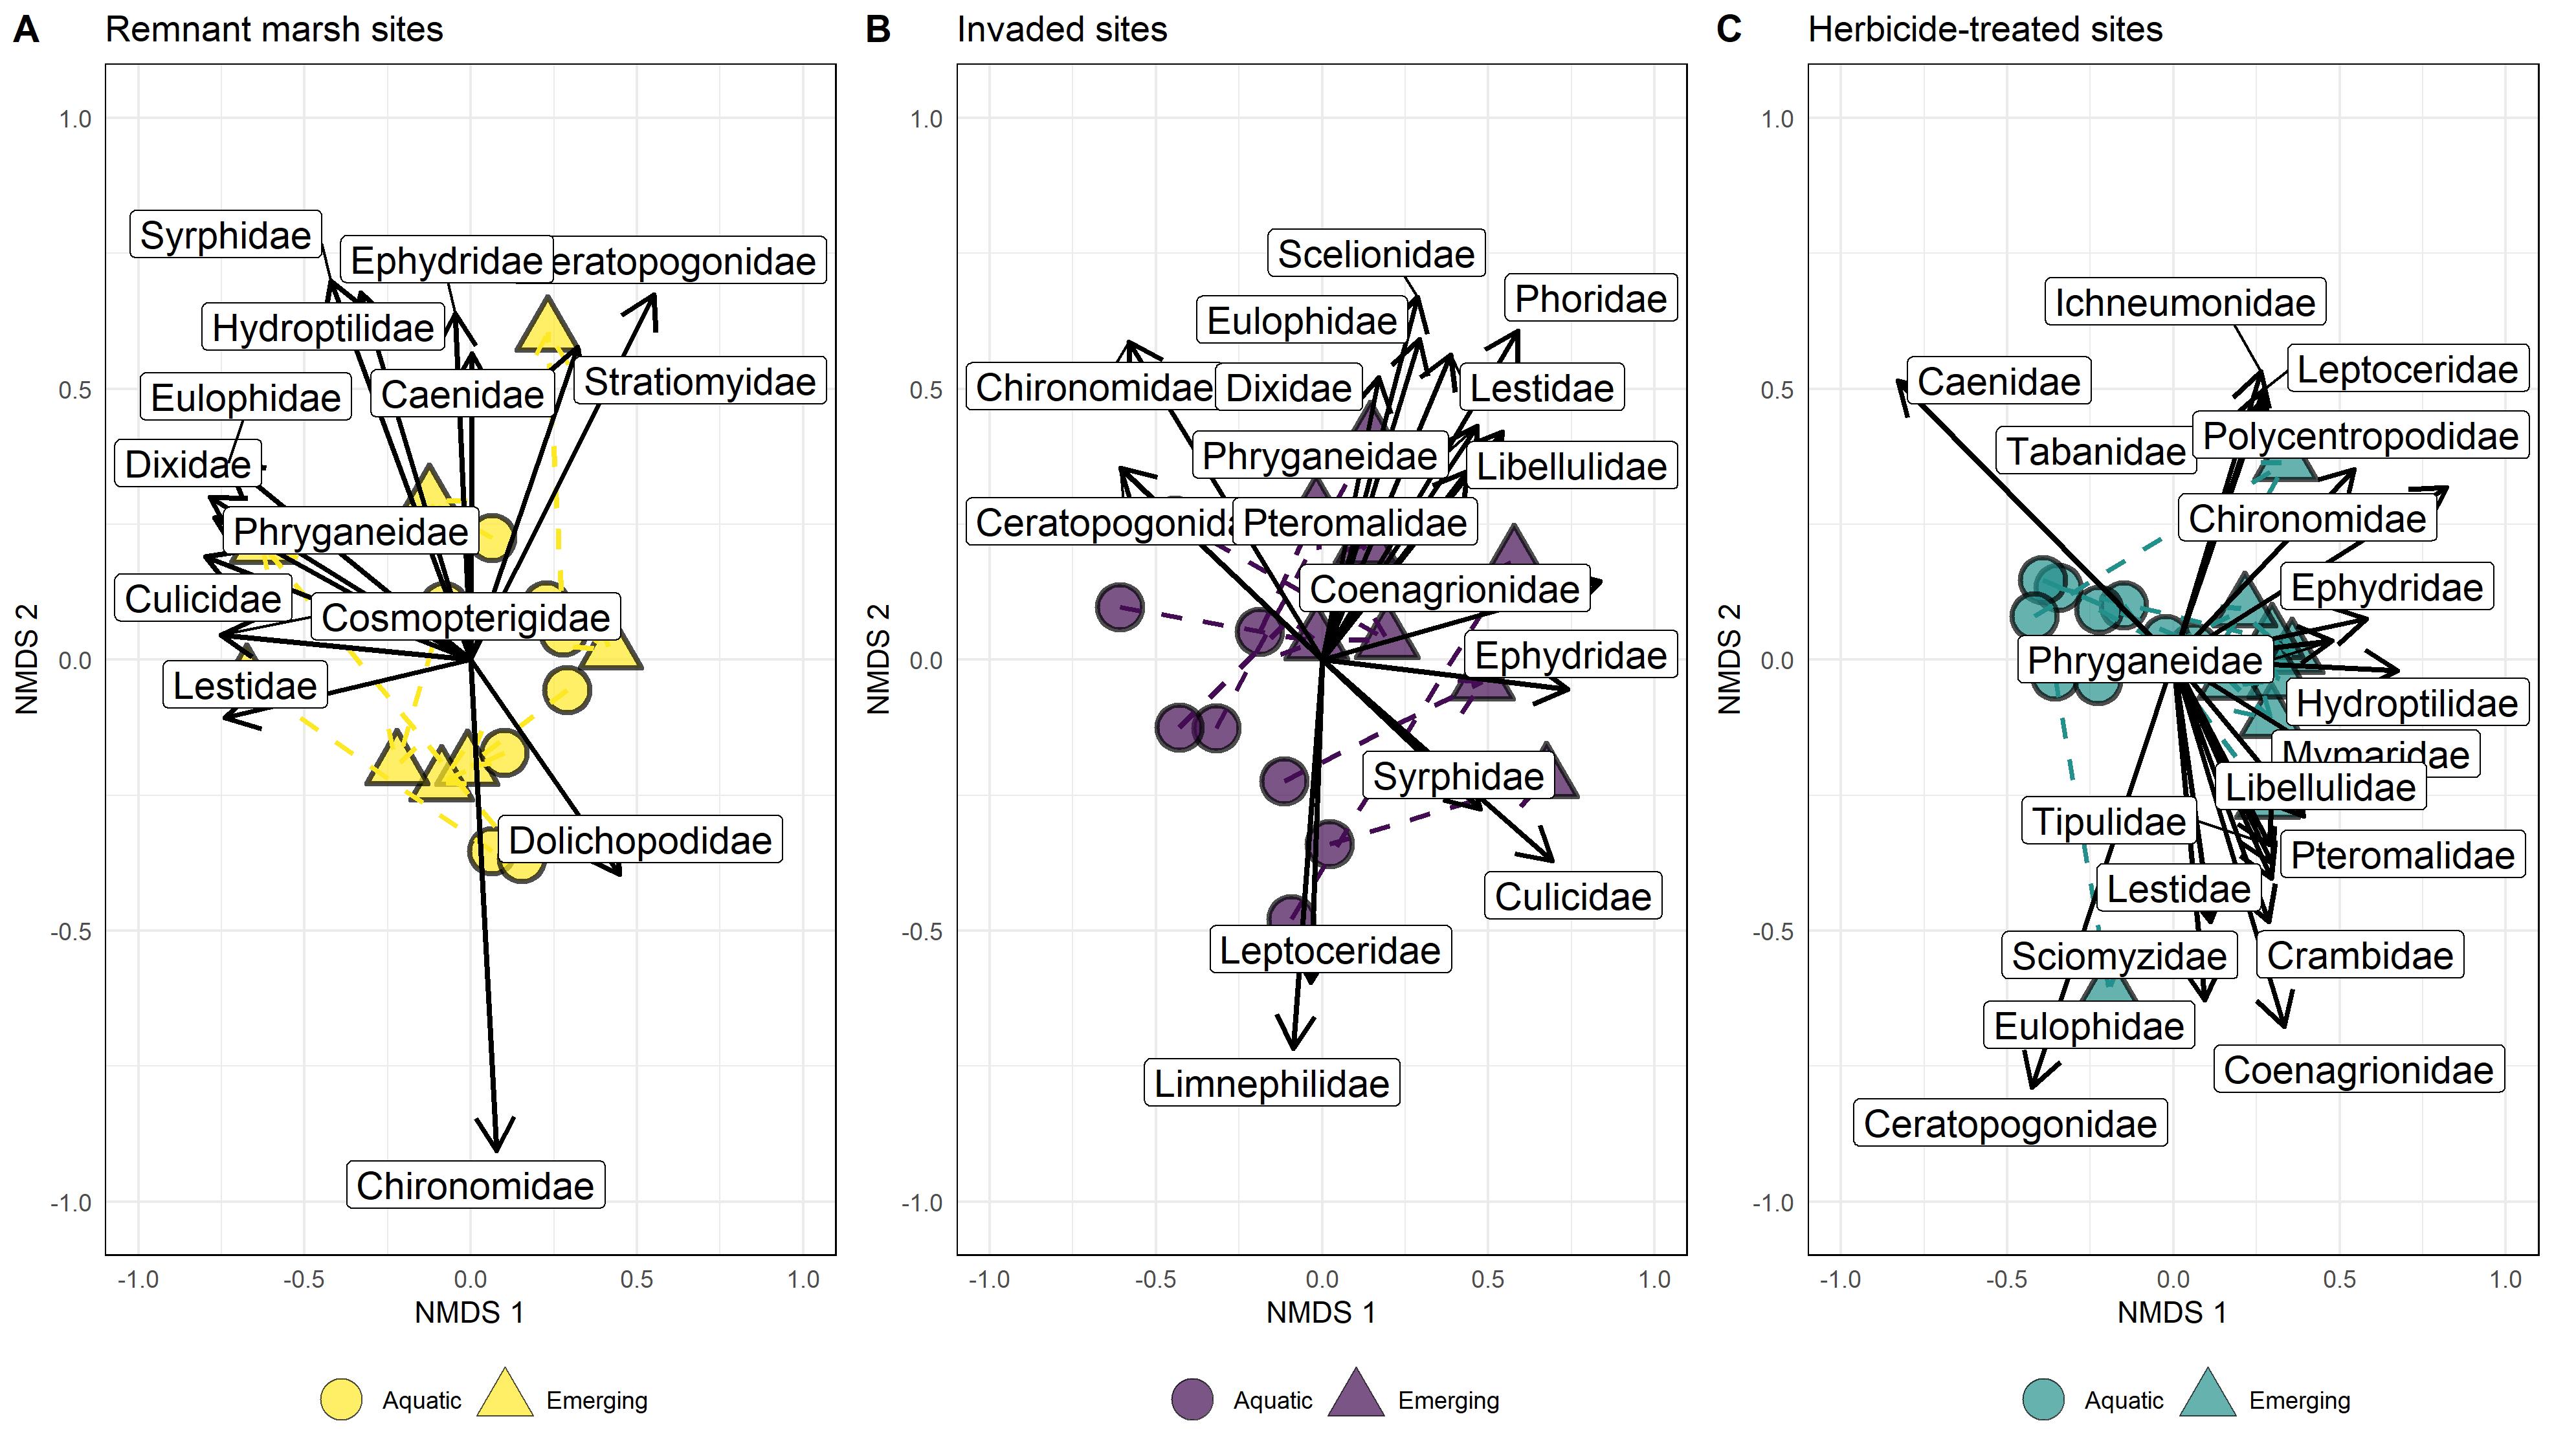 A Remnant marsh sites
NMDS 2
1.0
0.5
0.0
-0.5
-1.0
Syrphidae
Ephydridae
eratopogonidae
Hydroptilidae
Eulophidae
Caenidae
Stratiomyidae
Dixidae
Phryganeidae
Culicidae
Cosmopterigidae
Lestidae
Dolichopodidae
Chironomidae
-1.0 -0.5 0.0 0.5 1.0
NMDS 1
Aquatic Emerging
B Invaded sites
NMDS 2
1.0
0.5
0.0
-0.5
-1.0
Scelionidae
Phoridae
Eulophidae
Chironomidae
Dixidae
Lestidae
Phryganeidae
Libellulidae
Ceratopogonida
Pteromalidae
Coenagrionidae
Ephydridae
Syrphidae
Culicidae
Leptoceridae
Limnephilidae
-1.0 -0.5 0.0 0.5 1.0
NMDS 1
Aquatic Emerging
C Herbicide-treated sites
NMDS 2
1.0
0.5
0.0
-0.5
-1.0
Ichneumonidae
Leptoceridae
Caenidae
Tabanidae
Polycentropodidae
Chironomidae
Ephydridae
Phryganeidae
Hydroptilidae
Mymaridae
Libellulidae
Tipulidae
Pteromalidae
Lestidae
Sciomyzidae
Crambidae
Eulophidae
Coenagrionidae
Ceratopogonidae
-1.0 -0.5 0.0 0.5 1.0
NMDS 1
Aquatic Emerging